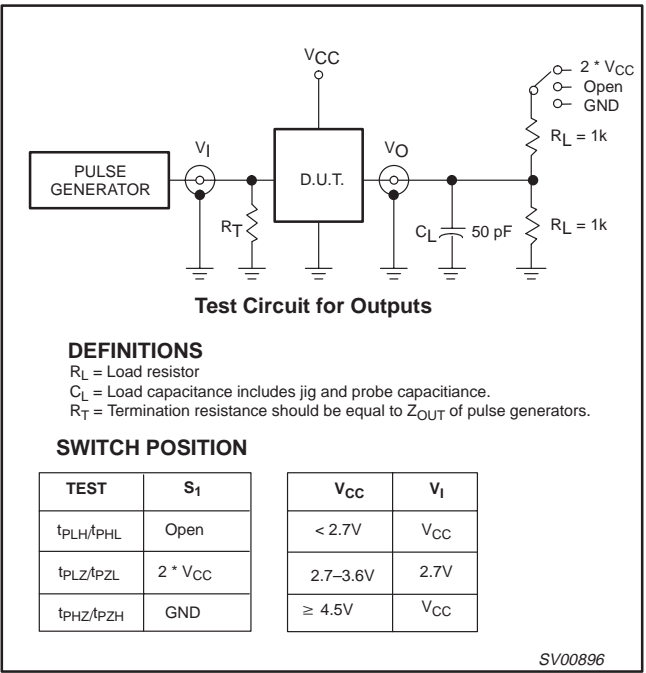 VCC
2 * VCC
Open
GND
RL = 1k
VI
VO
PULSE
GENERATOR
D.U.T.
RT
CL
50 pF
RL = 1k
Test Circuit for Outputs
DEFINITIONS
RL = Load resistor
CL = Load capacitance includes jig and probe capacitiance.
RT = Termination resistance should be equal to ZOUT of pulse generators.
SWITCH POSITION
TEST S1 VCC VI
tPLH/tPHL Open < 2.7V VCC
tPLZ/tPZL 2 * VCC 2.7–3.6V 2.7V
tPHZ/tPZH GND ≥ 4.5V VCC
SV00896